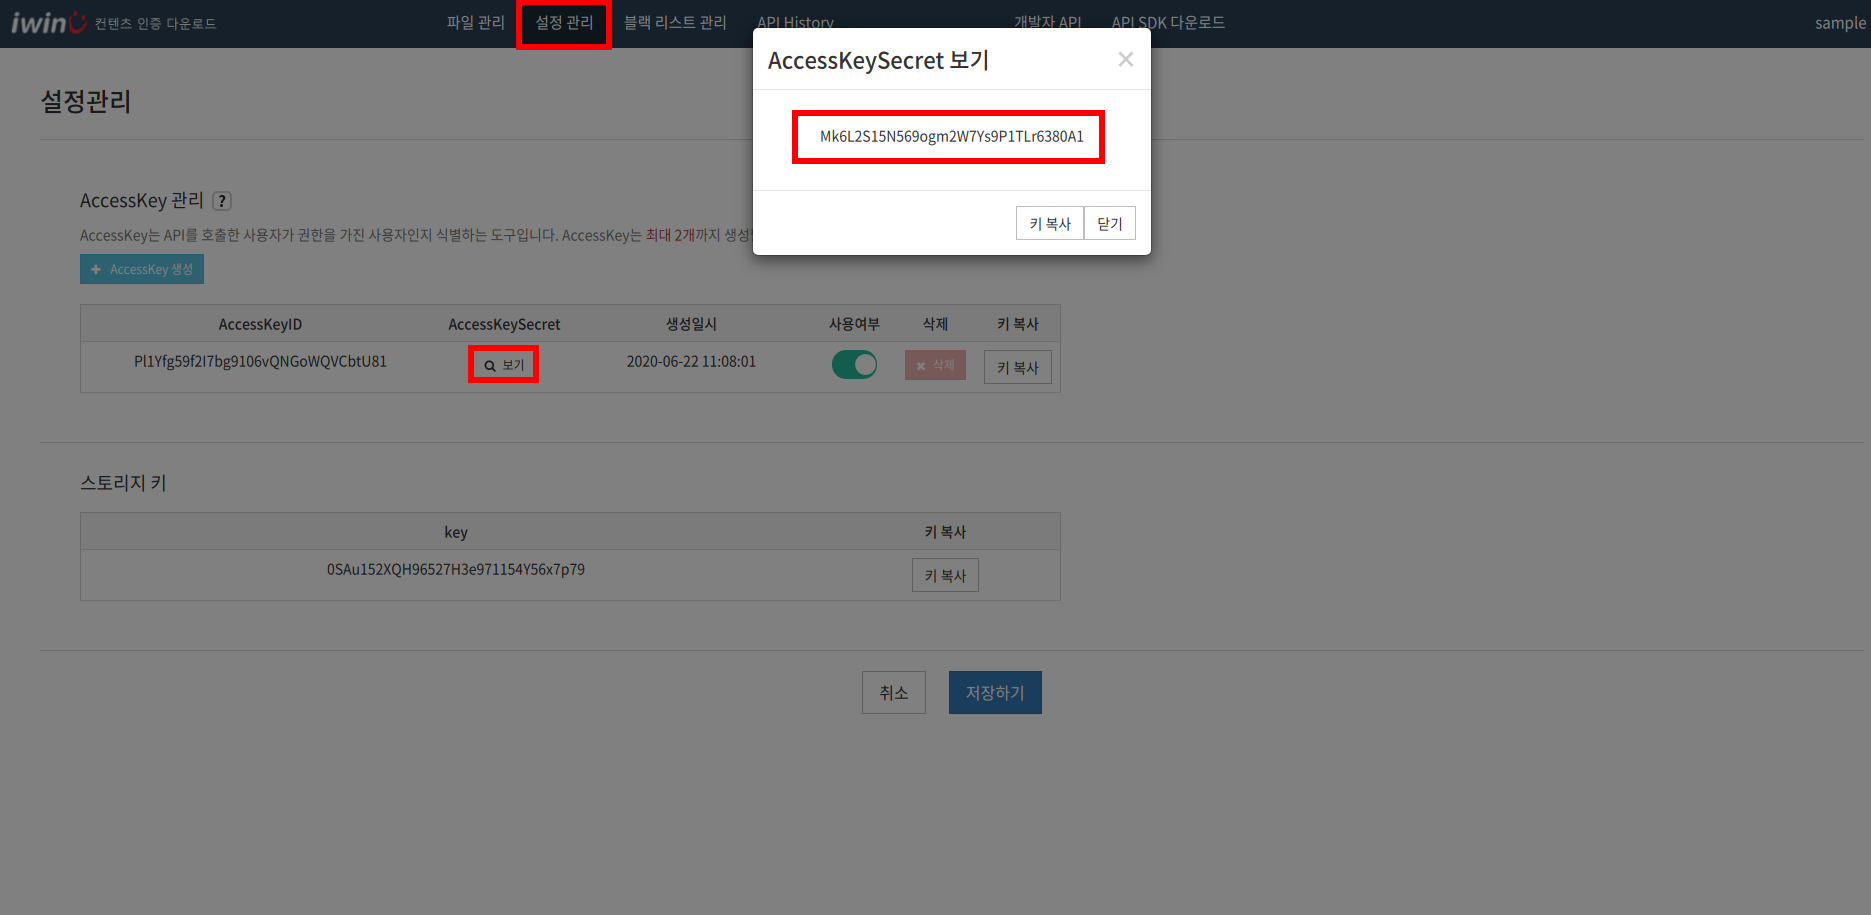 iwinU 컨텐츠 인증 다운로드 파일 관리 설정 관리 블랙 리스트 관리 API History 개발자 API API SDK 다운로드 sample
AccessKeySecret 보기 ×
Mk6L2S15N569ogm2W7Ys9P1TLr6380A1
키 복사 닫기
설정관리
AccessKey 관리 ?
AccessKey는 API를 호출한 사용자가 권한을 가진 사용자인지 식별하는 도구입니다. AccessKey는 최대 2개까지 생성
AccessKey 생성
AccessKeyID AccessKeySecret 생성일시 사용여부 삭제 키 복사
Pl1Yfg59f2I7bg9106vQNGoWQVCbtU81 보기 2020-06-22 11:08:01 삭제 키 복사
스토리지 키
key 키 복사
0SAu152XQH96527H3e971154Y56x7p79 키 복사
취소 저장하기